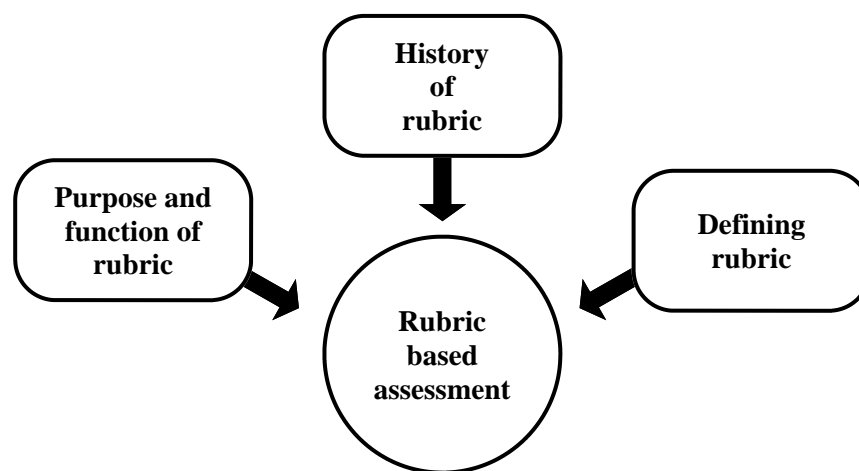 History
of
rubric
Purpose and
function of
rubric
Defining
rubric
Rubric
based
assessment